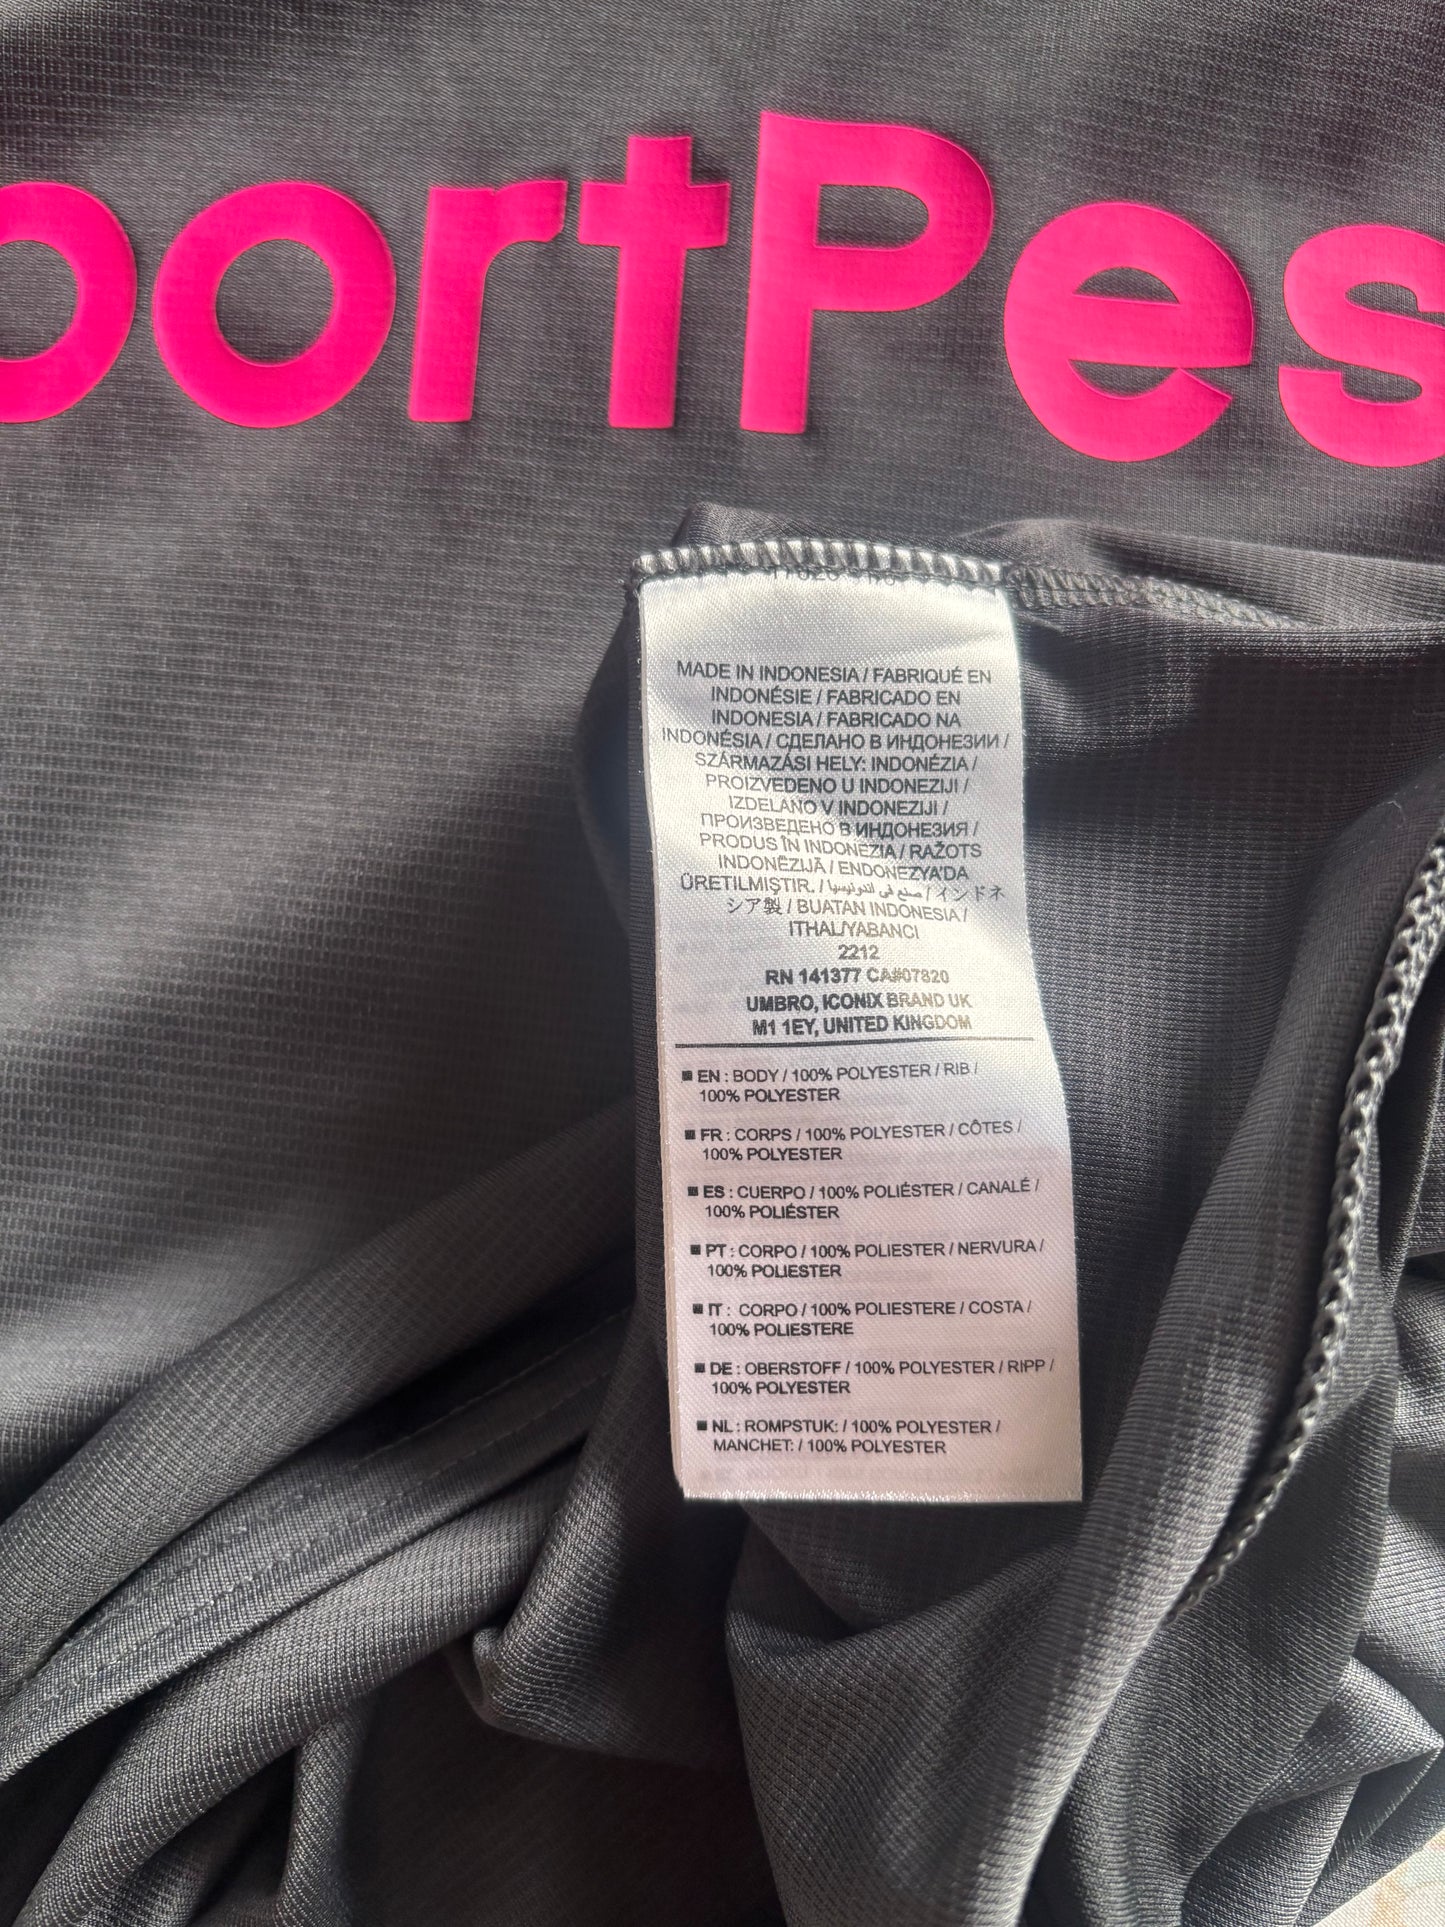 portPes
MADE IN INDONESIA / FABRIQUÉ EN
INDONÉSIE / FABRICADO EN
INDONESIA / FABRICADO NA
INDONÉSIA / СДЕЛАНО В ИНДОНЕЗИИ /
SZÁRMAZÁSI HELY: INDONÉZIA /
PROIZVEDENO U INDONEZIJI /
IZDELANO V INDONEZIJI /
ПРОИЗВЕДЕНО В ИНДОНЕЗИЯ /
PRODUS ÎN INDONEZIA / RAŽOTS
INDONĒZIJĀ / ENDONEZYA'DA
ÜRETILMIŞTIR. / صنع في اندونيسيا / インドネ
シア製 / BUATAN INDONESIA /
ITHAL/YABANCI
2212
RN 141377 CA#07820
UMBRO, ICONIX BRAND UK
M1 1EY, UNITED KINGDOM
EN : BODY / 100% POLYESTER / RIB /
100% POLYESTER
FR : CORPS / 100% POLYESTER / CÔTES /
100% POLYESTER
ES : CUERPO / 100% POLIÉSTER / CANALÉ /
100% POLIÉSTER
PT : CORPO / 100% POLIESTER / NERVURA /
100% POLIESTER
IT : CORPO / 100% POLIESTERE / COSTA /
100% POLIESTERE
DE : OBERSTOFF / 100% POLYESTER / RIPP /
100% POLYESTER
NL : ROMPSTUK: / 100% POLYESTER /
MANCHET: / 100% POLYESTER